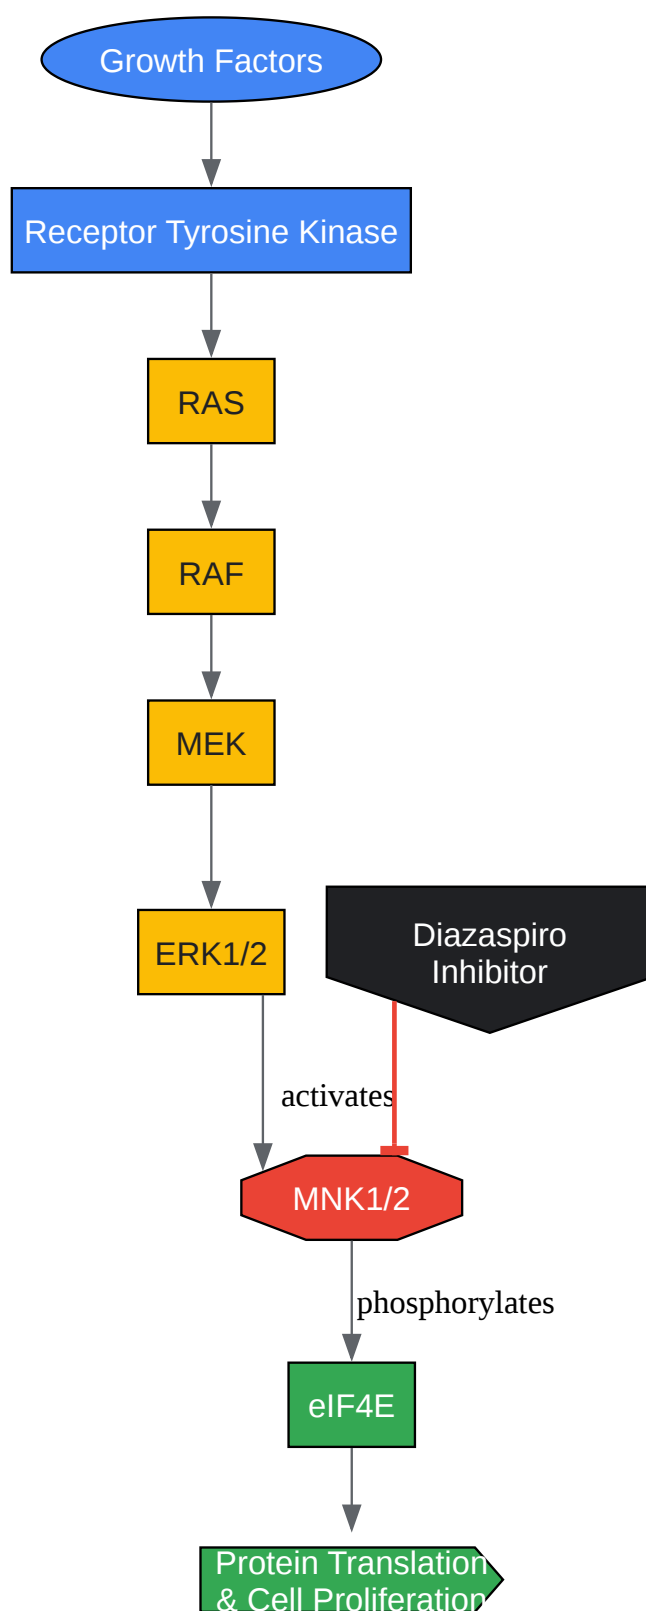 Growth Factors
Receptor Tyrosine Kinase
RAS
RAF
MEK
ERK1/2
Diazaspiro
Inhibitor
activates
MNK1/2
phosphorylates
eIF4E
Protein Translation
& Cell Proliferation